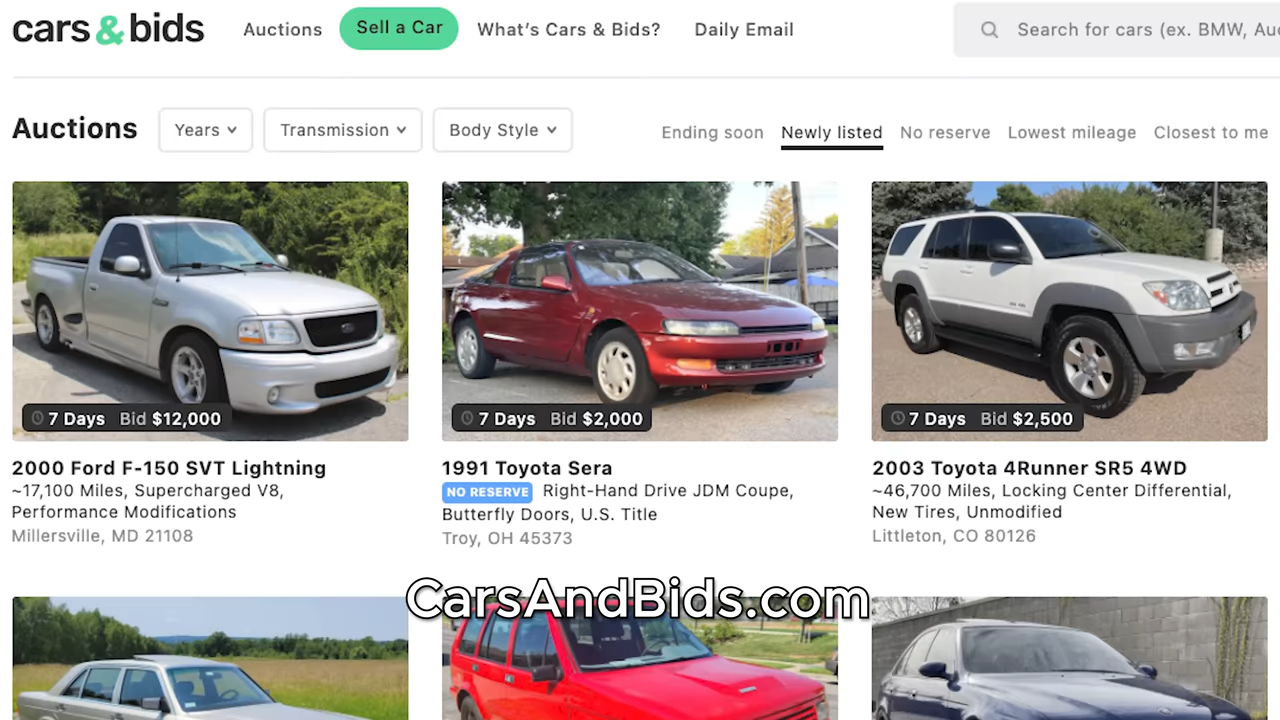 cars & bids
Auctions
Sell a Car
What's Cars & Bids?
Daily Email
Search for cars (ex. BMW, Au
Auctions
Years
Transmission
Body Style
Ending soon
Newly listed
No reserve
Lowest mileage
Closest to me
7 Days Bid $12,000
7 Days Bid $2,000
7 Days Bid $2,500
2000 Ford F-150 SVT Lightning
~17,100 Miles, Supercharged V8,
Performance Modifications
Millersville, MD 21108
1991 Toyota Sera
NO RESERVE Right-Hand Drive JDM Coupe,
Butterfly Doors, U.S. Title
Troy, OH 45373
2003 Toyota 4Runner SR5 4WD
~46,700 Miles, Locking Center Differential,
New Tires, Unmodified
Littleton, CO 80126
CarsAndBids.com